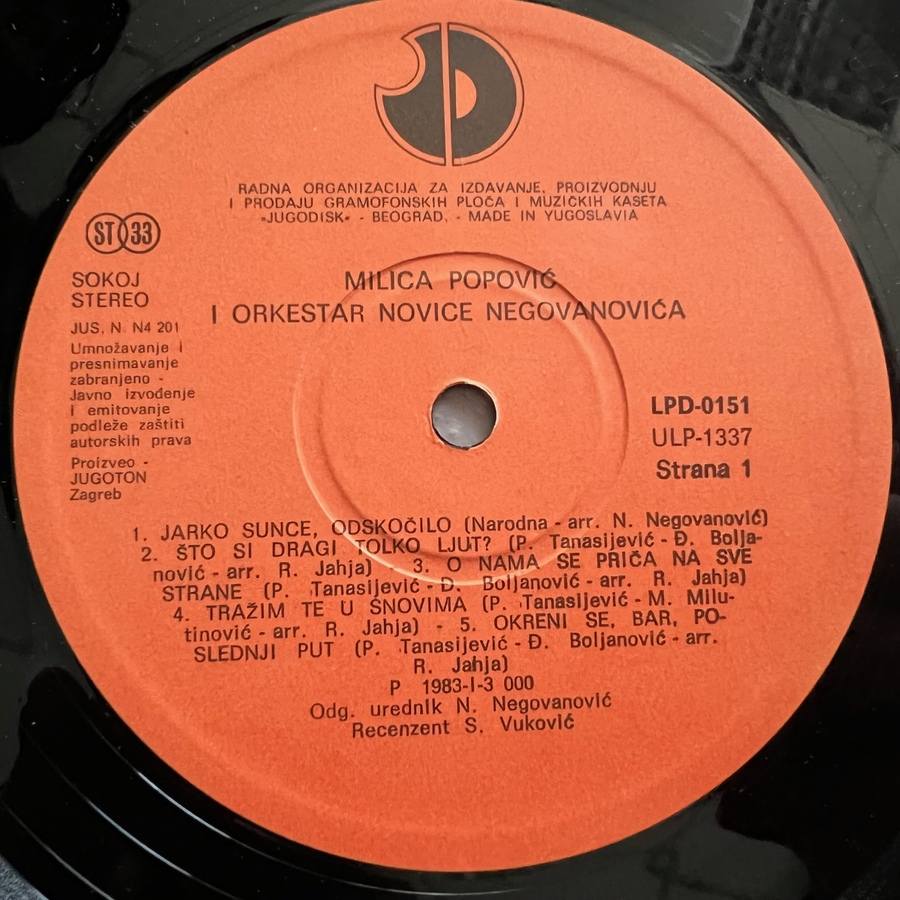 RADNA ORGANIZACIJA ZA IZDAVANJE, PROIZVODNJU
I PRODAJU GRAMOFONSKIH PLOČA I MUZIČKIH KASETA
»JUGODISK« - BEOGRAD, - MADE IN YUGOSLAVIA
ST 33
SOKOJ
STEREO
JUS. N. N4 201
Umnožavanje i
presnimavanje
zabranjeno -
Javno izvođenje
i emitovanje
podleže zaštiti
autorskih prava
Proizveo -
JUGOTON
Zagreb
MILICA POPOVIĆ
I ORKESTAR NOVICE NEGOVANOVIĆA
LPD-0151
ULP-1337
Strana 1
1. JARKO SUNCE, ODSKOČILO (Narodna - arr. N. Negovanović)
2. ŠTO SI DRAGI TOLKO LJUT? (P. Tanasijević - Đ. Bolja-
nović - arr. R. Jahja) - 3. O NAMA SE PRIČA NA SVE
STRANE (P. Tanasijević - Đ. Boljanović - arr. R. Jahja)
4. TRAŽIM TE U SNOVIMA (P. Tanasijević - M. Milu-
tinović - arr. R. Jahja) - 5. OKRENI SE, BAR, PO-
SLEDNJI PUT (P. Tanasijević - Đ. Boljanović - arr.
R. Jahja)
P 1983-I-3 000
Odg. urednik N. Negovanović
Recenzent S. Vuković